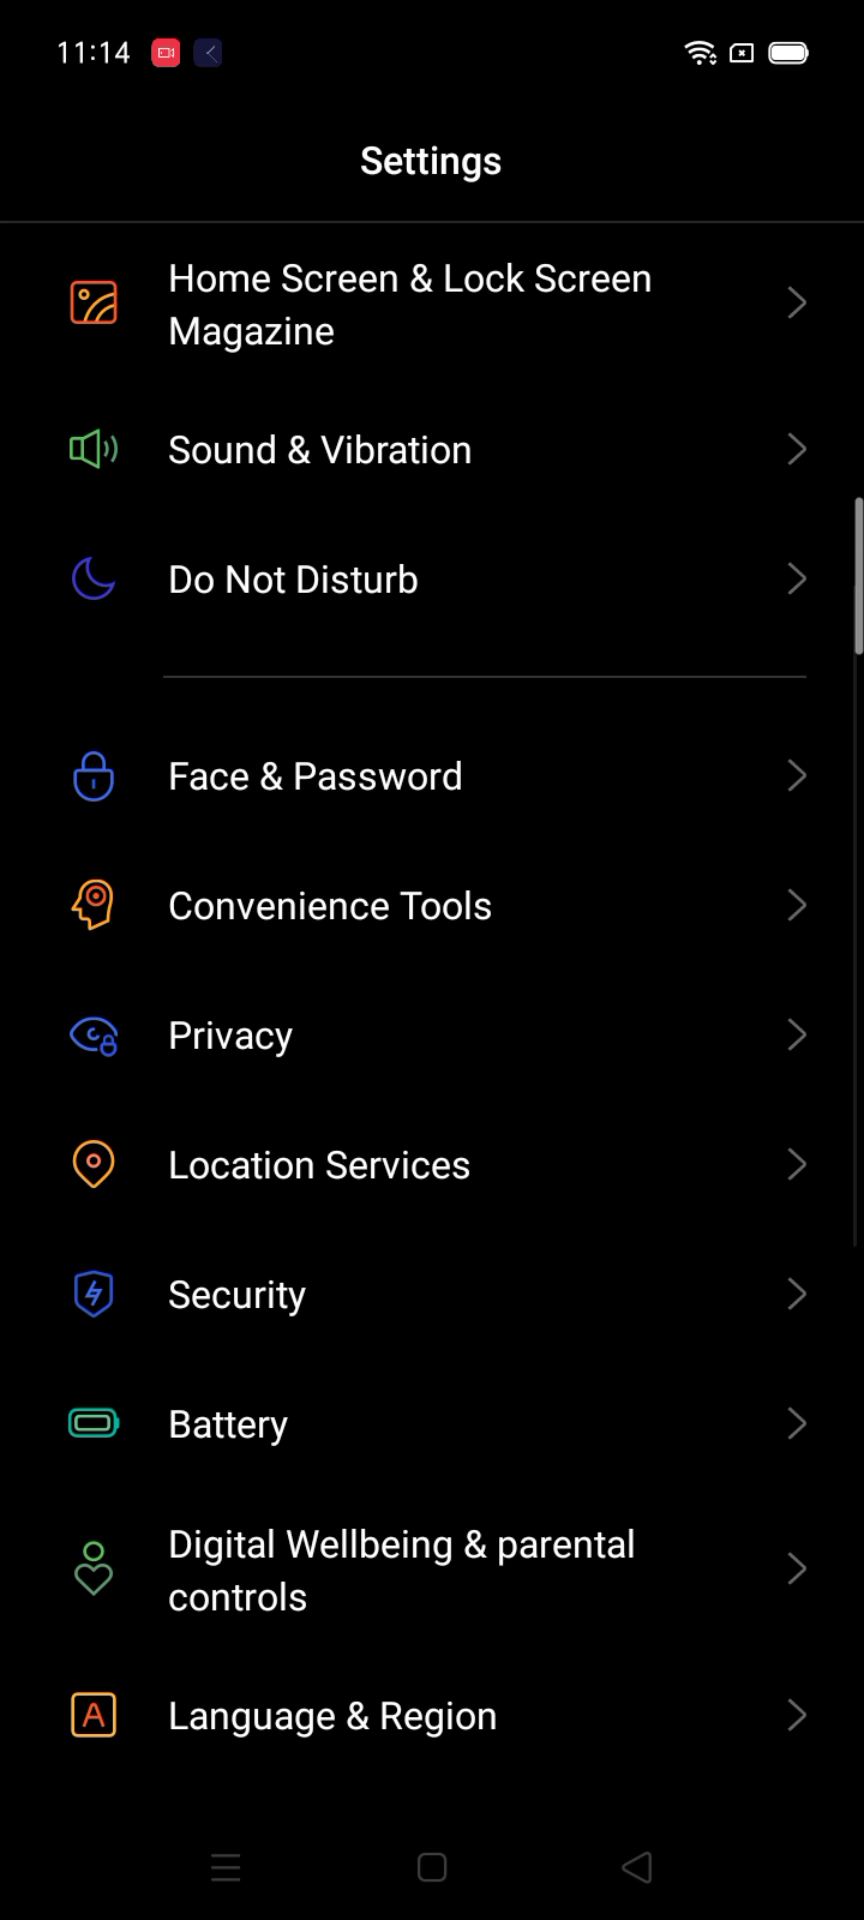 11:14
Settings
Home Screen & Lock Screen
Magazine
Sound & Vibration
Do Not Disturb
Face & Password
Convenience Tools
Privacy
Location Services
Security
Battery
Digital Wellbeing & parental
controls
A
Language & Region